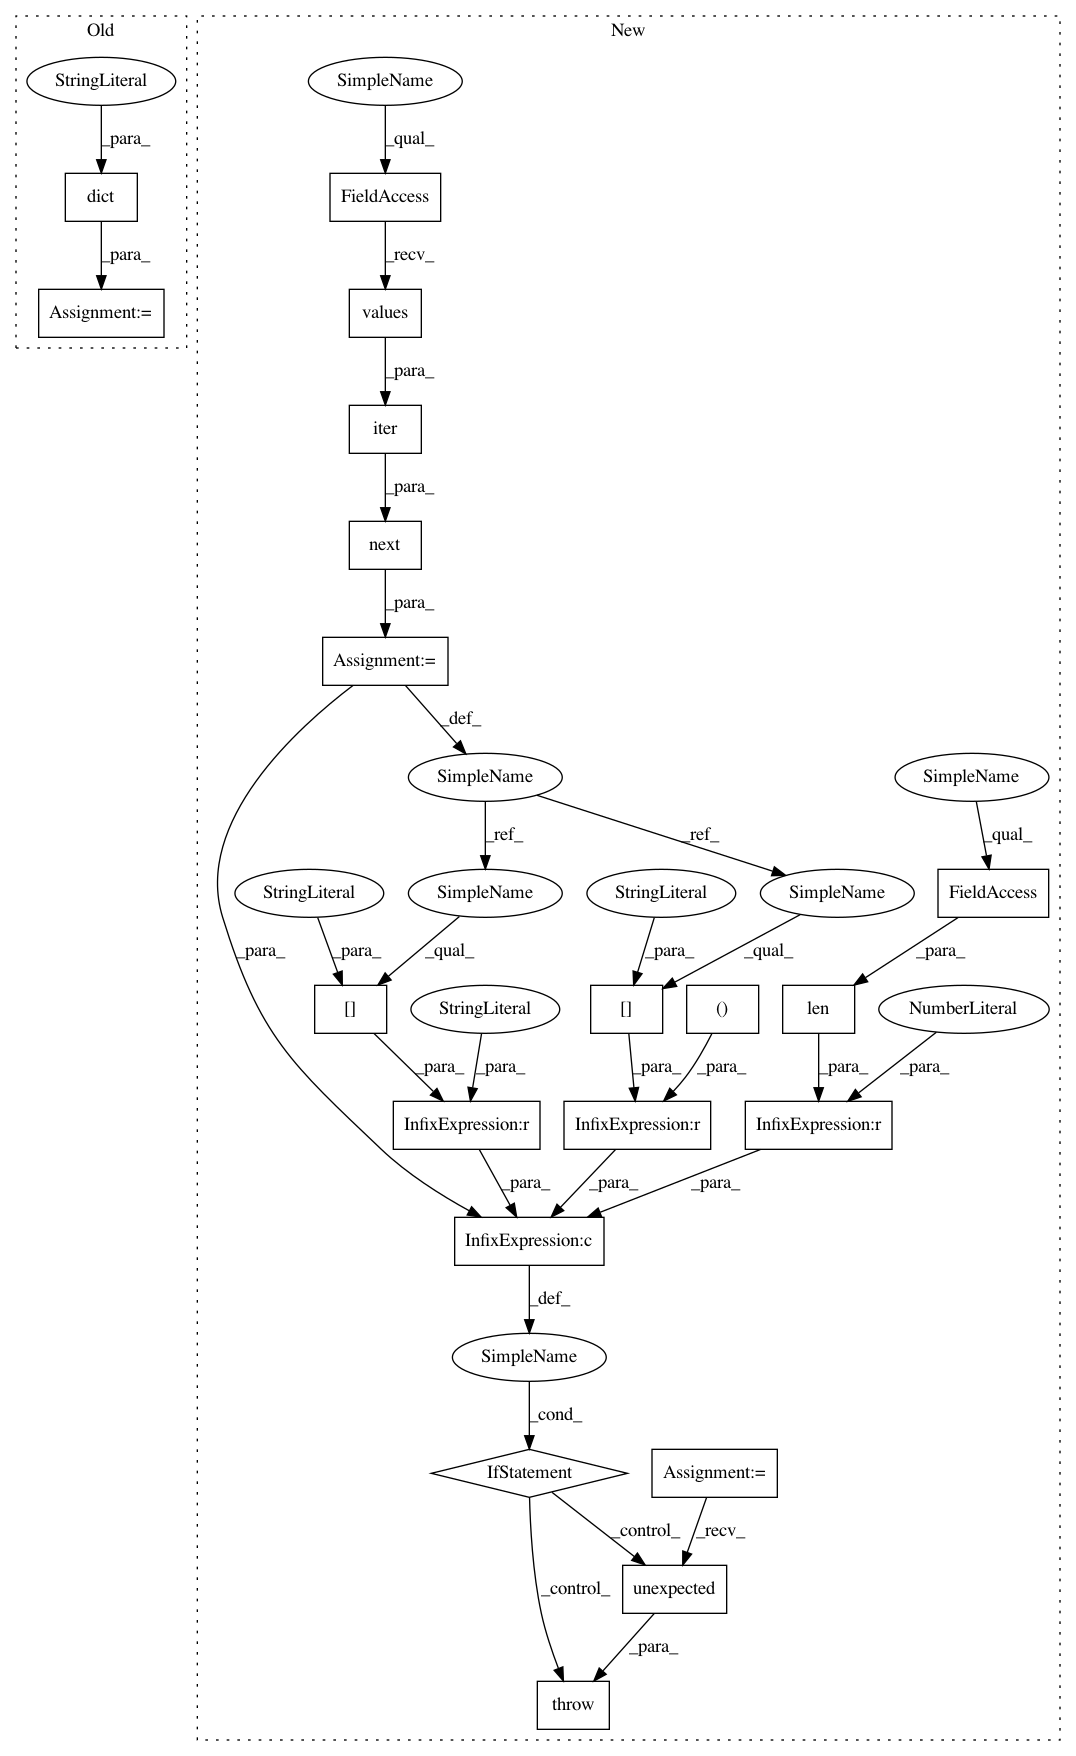 Old
New
StringLiteral
SimpleName
_para_
_qual_
dict
FieldAccess
_para_
_recv_
Assignment:=
values
_para_
iter
_para_
next
_para_
Assignment:=
_def_
SimpleName
SimpleName
_ref_
_ref_
_qual_
StringLiteral
SimpleName
StringLiteral
SimpleName
FieldAccess
_para_
_para_
_qual_
_para_
_qual_
_para_
[]
StringLiteral
[]
()
len
NumberLiteral
_para_
_para_
_para_
_para_
_para_
_para_
InfixExpression:r
InfixExpression:r
InfixExpression:r
_para_
_para_
_para_
InfixExpression:c
_def_
SimpleName
_cond_
IfStatement
Assignment:=
_control_
_recv_
_control_
unexpected
_para_
throw